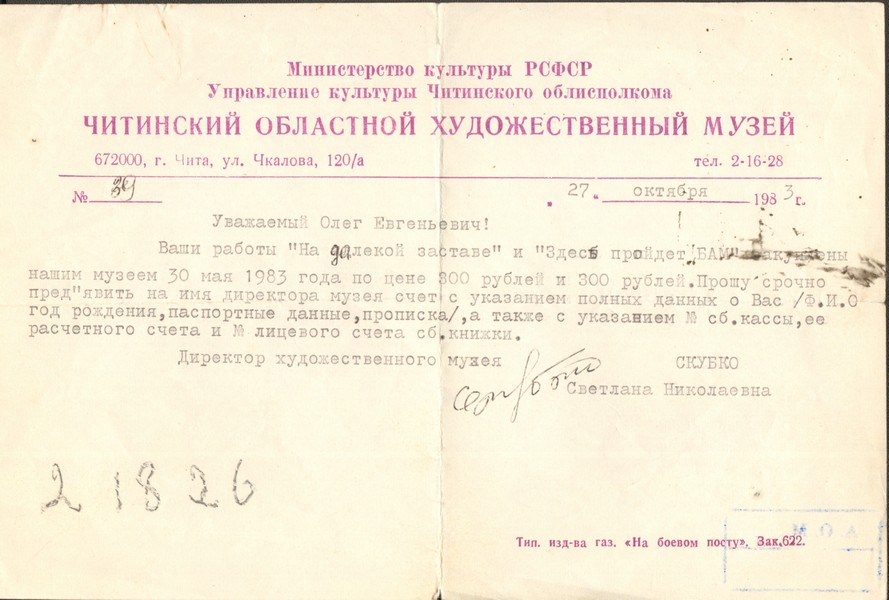 Министерство культуры РСФСР
Управление культуры Читинского облисполкома
ЧИТИНСКИЙ ОБЛАСТНОЙ ХУДОЖЕСТВЕННЫЙ МУЗЕЙ
672000, г. Чита, ул. Чкалова, 120/а тел. 2-16-28
№ 39 „ 27 " октября 1983 г.
Уважаемый Олег Евгеньевич!
Ваши работы "На далекой заставе" и "Здесь пройдет БАМ" закуплены
нашим музеем 30 мая 1983 года по цене 800 рублей и 300 рублей.Прошу срочно
пред"явить на имя директора музея счет с указанием полных данных о Вас /Ф.И.О
год рождения,паспортные данные,прописка/,а также с указанием № сб.кассы,ее
расчетного счета и № лицевого счета сб.книжки.
Директор художественного музея СКУБКО
Светлана Николаевна
2 1826
Тип. изд-ва газ. «На боевом посту». Зак.622.